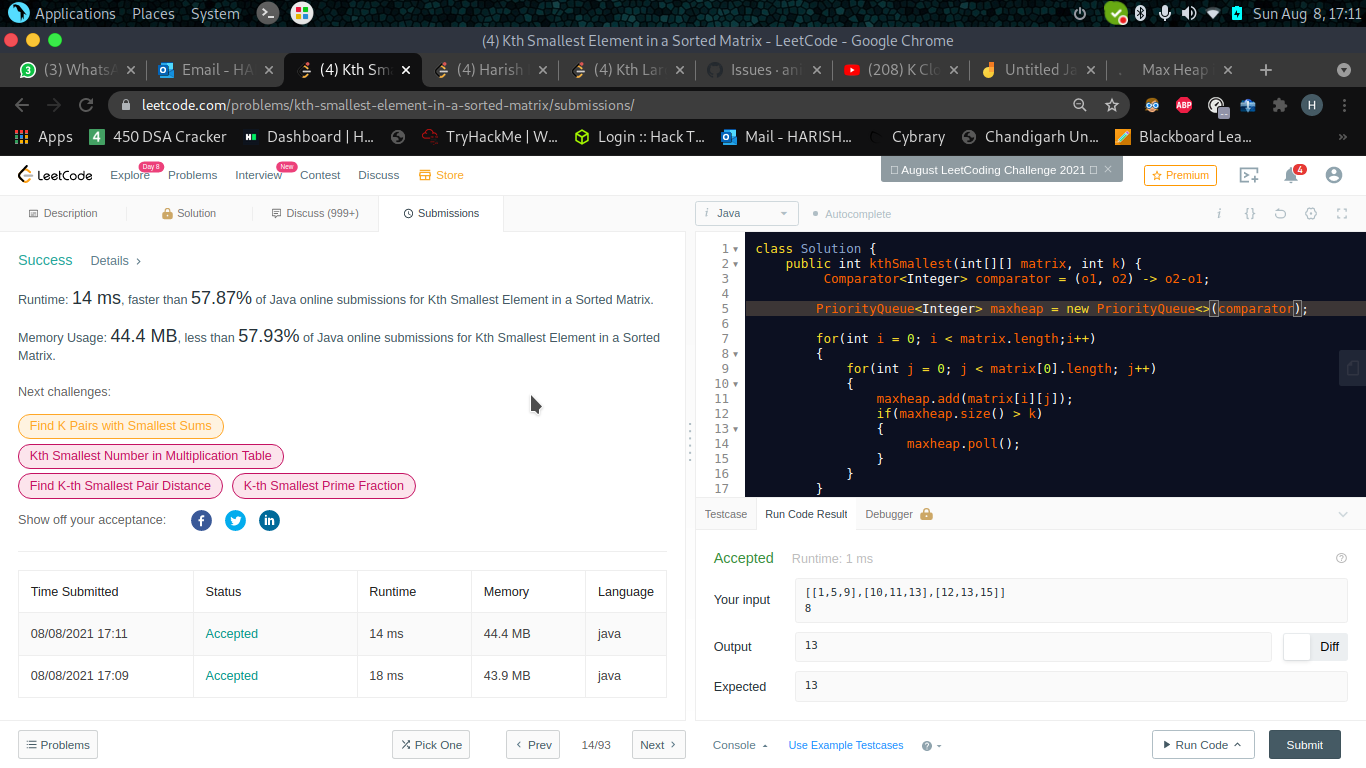 Applications Places System Sun Aug 8, 17:11
(4) Kth Smallest Element in a Sorted Matrix - LeetCode - Google Chrome
(3) WhatsA Email - HA (4) Kth Sm (4) Harish (4) Kth Lar Issues · ani (208) K Clo Untitled Ja Max Heap
leetcode.com/problems/kth-smallest-element-in-a-sorted-matrix/submissions/ ABP H
Apps 4 450 DSA Cracker Dashboard | H... TryHackMe | W... Login :: Hack T... Mail - HARISH... Cybrary Chandigarh Un... Blackboard Lea... »
LeetCode Explore Day 8 Problems Interview New Contest Discuss Store August LeetCoding Challenge 2021 Premium 4
Description Solution Discuss (999+) Submissions
Success Details
Runtime: 14 ms, faster than 57.87% of Java online submissions for Kth Smallest Element in a Sorted Matrix.
Memory Usage: 44.4 MB, less than 57.93% of Java online submissions for Kth Smallest Element in a Sorted
Matrix.
Next challenges:
Find K Pairs with Smallest Sums
Kth Smallest Number in Multiplication Table
Find K-th Smallest Pair Distance K-th Smallest Prime Fraction
Show off your acceptance:
Time Submitted Status Runtime Memory Language
08/08/2021 17:11 Accepted 14 ms 44.4 MB java
08/08/2021 17:09 Accepted 18 ms 43.9 MB java
Problems Pick One Prev 14/93 Next
i Java Autocomplete i {}
1 class Solution {
2 public int kthSmallest(int[][] matrix, int k) {
3 Comparator<Integer> comparator = (o1, o2) -> o2-o1;
4
5 PriorityQueue<Integer> maxheap = new PriorityQueue<>(comparator);
6
7 for(int i = 0; i < matrix.length;i++)
8 {
9 for(int j = 0; j < matrix[0].length; j++)
10 {
11 maxheap.add(matrix[i][j]);
12 if(maxheap.size() > k)
13 {
14 maxheap.poll();
15 }
16 }
17 }
Testcase Run Code Result Debugger
Accepted Runtime: 1 ms
Your input [[1,5,9],[10,11,13],[12,13,15]]
8
Output 13 Diff
Expected 13
Console Use Example Testcases ? Run Code Submit